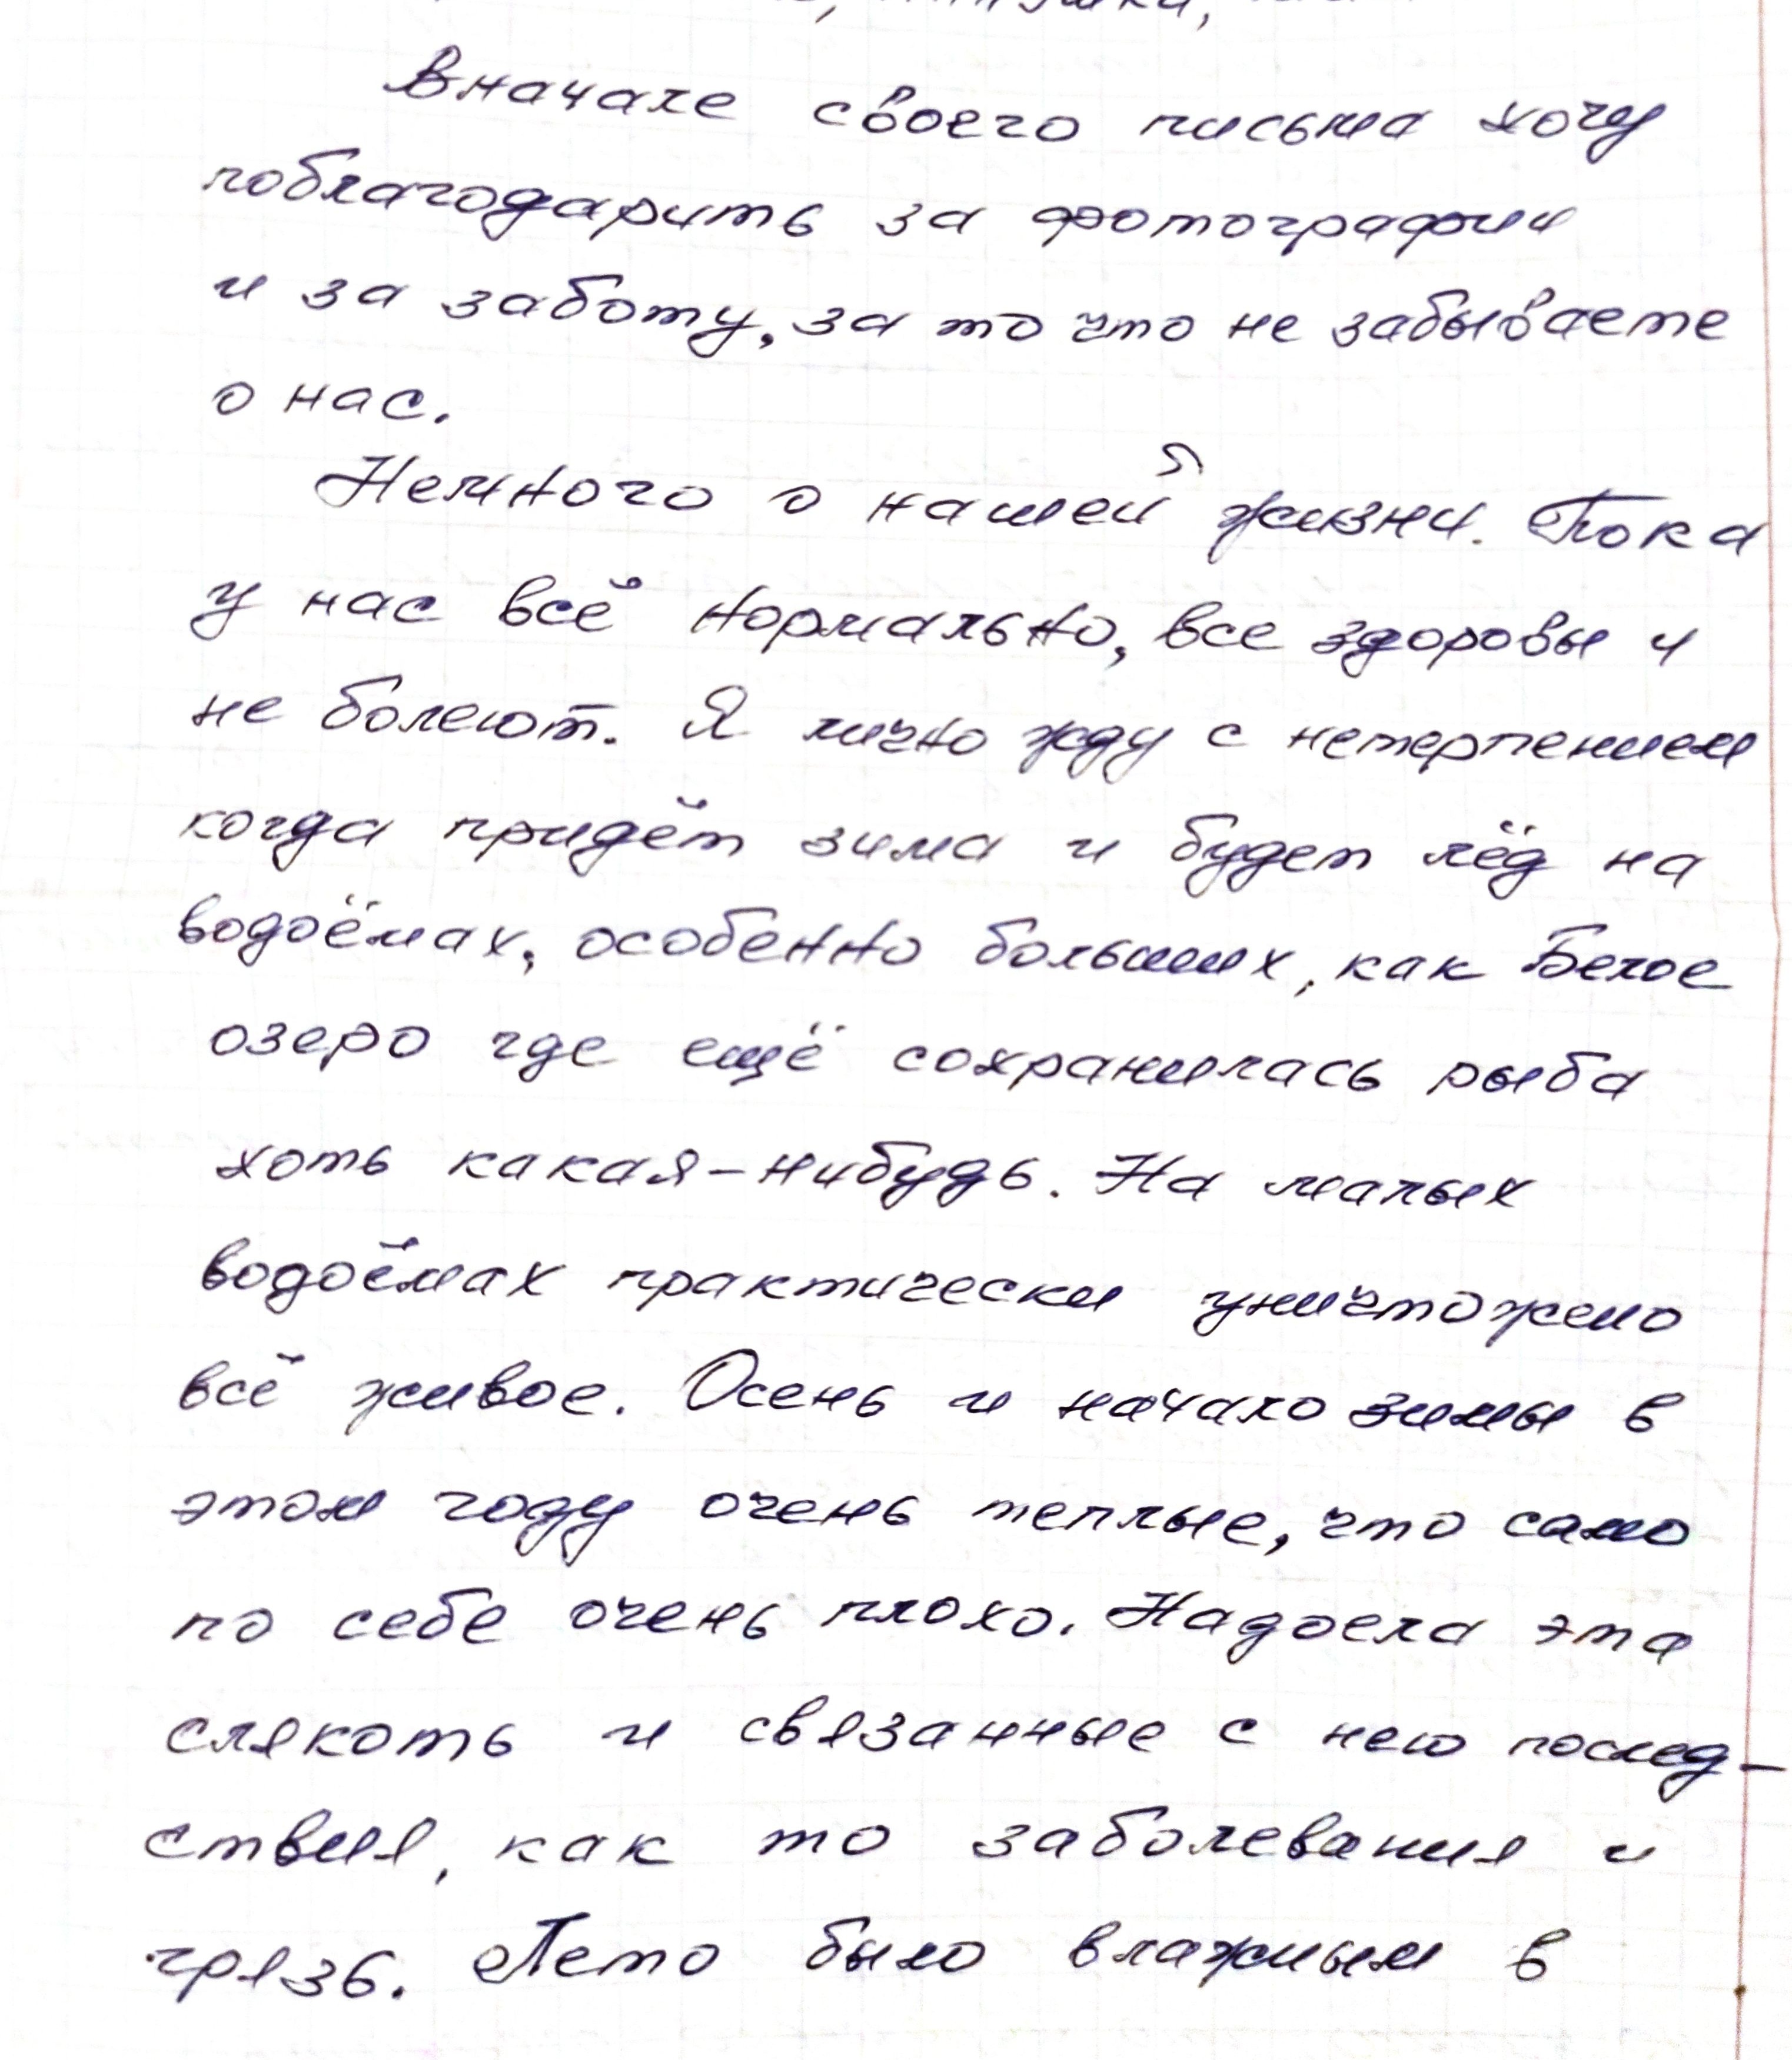 Вначале своего письма хочу
поблагодарить за фотографии
и за заботу, за то что не забываете
о нас.
Немного о нашей жизни. Пока
у нас всё нормально, все здоровы и
не болеют. Я лично жду с нетерпением
когда придёт зима и будет лёд на
водоёмах, особенно больших, как Белое
озеро где ещё сохранилась рыба
хоть какая-нибудь. На малых
водоёмах практически уничтожено
всё живое. Осень и начало зимы в
этом году очень теплые, что само
по себе очень плохо. Надоела эта
слякоть и связанные с нею послед-
ствия, как то заболевания и
грязь. Лето было влажным в